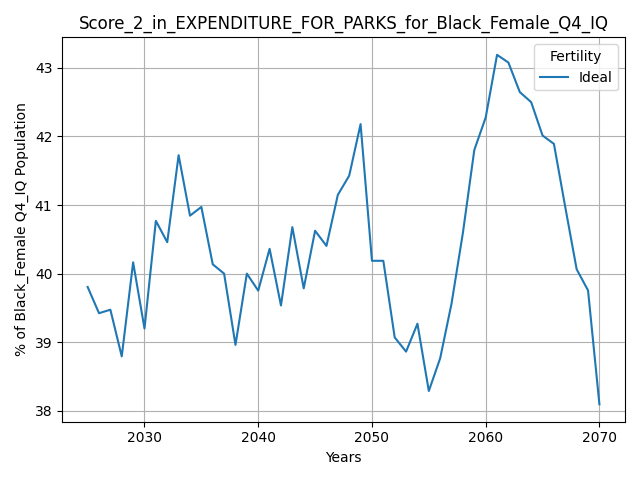 Score_2_in_EXPENDITURE_FOR_PARKS_for_Black_Female_Q4_IQ
Fertility
Ideal
% of Black_Female Q4_IQ Population
43
42
41
40
39
38
2030 2040 2050 2060 2070
Years